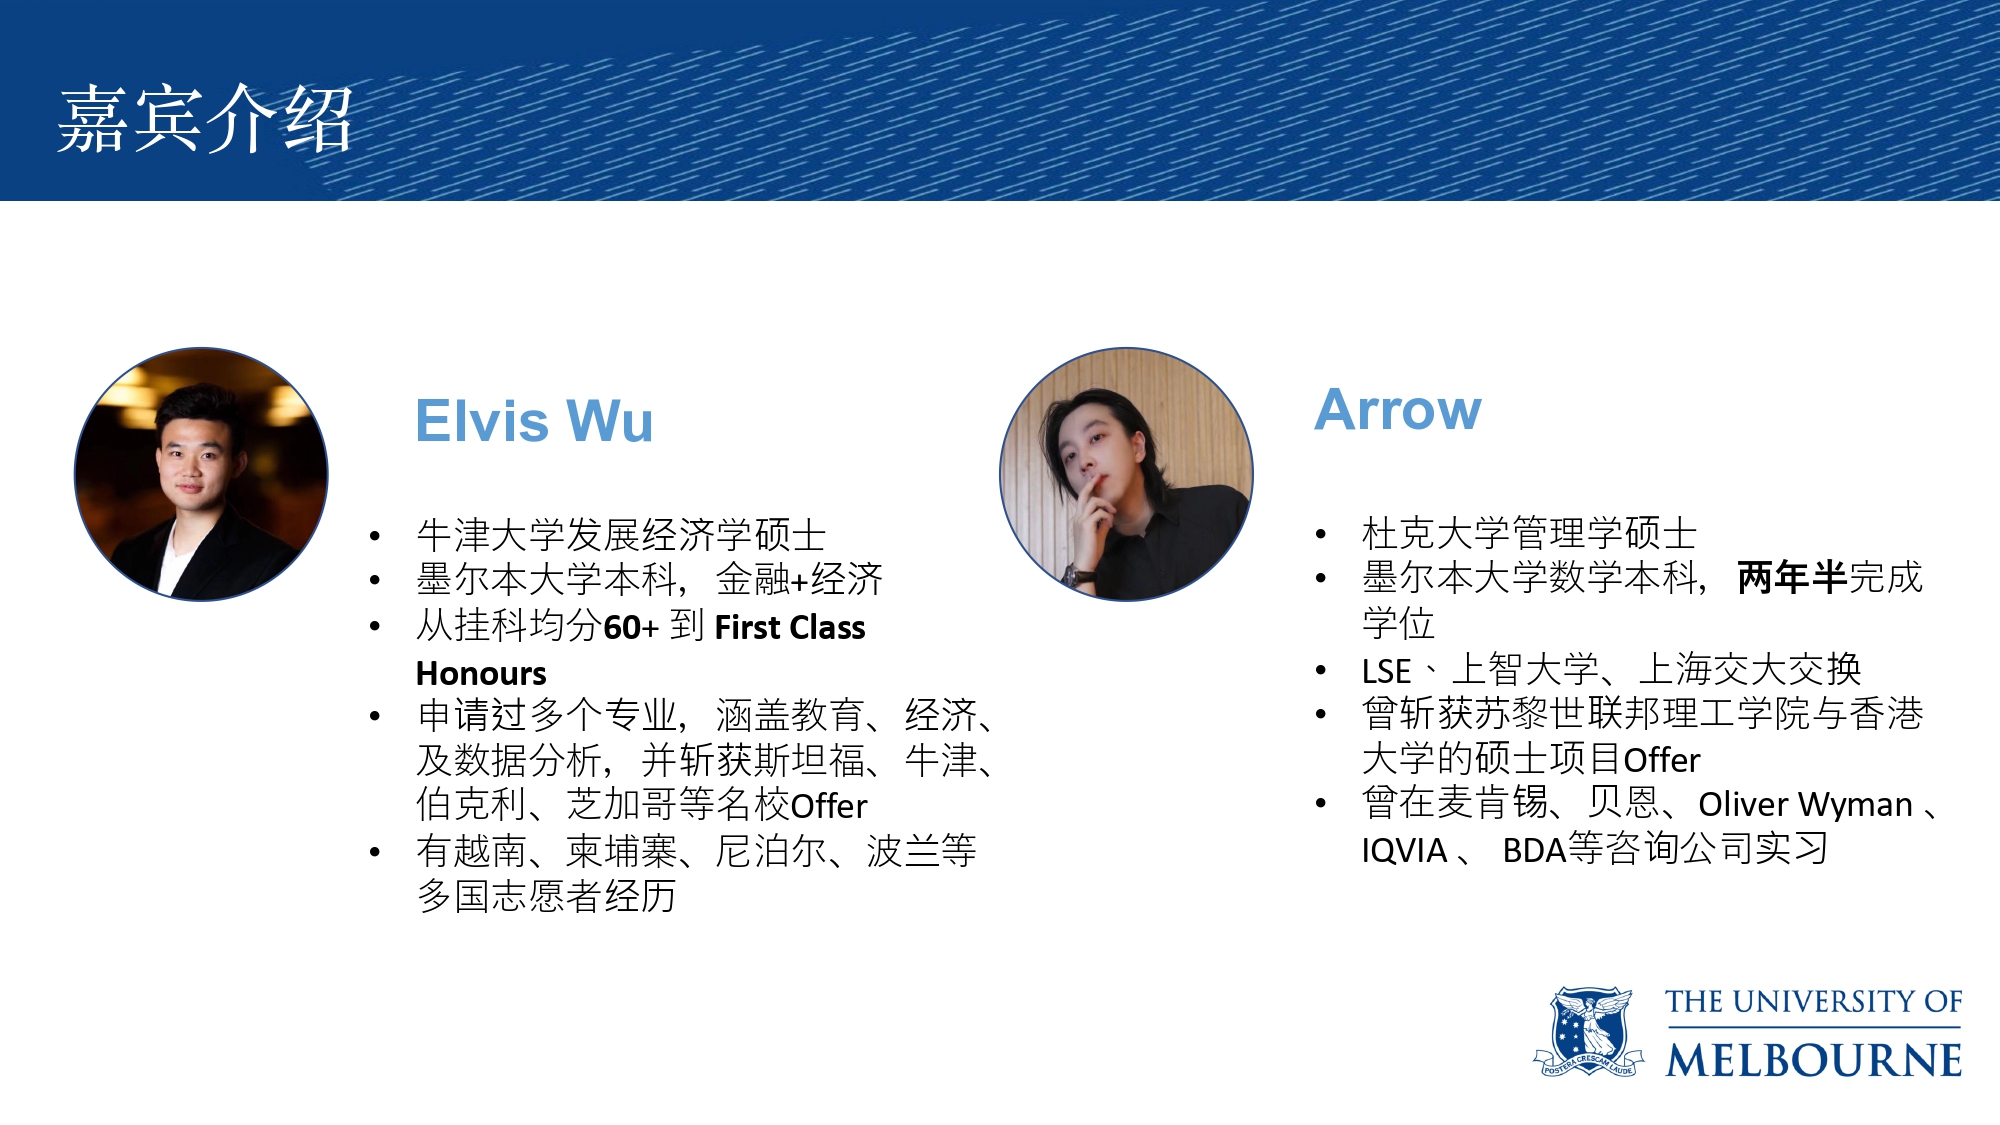 嘉宾介绍
Elvis Wu
• 牛津大学发展经济学硕士
• 墨尔本大学本科，金融+经济
• 从挂科均分60+ 到 First Class
Honours
• 申请过多个专业，涵盖教育、经济、
及数据分析，并斩获斯坦福、牛津、
伯克利、芝加哥等名校Offer
• 有越南、柬埔寨、尼泊尔、波兰等
多国志愿者经历
Arrow
• 杜克大学管理学硕士
• 墨尔本大学数学本科，两年半完成
学位
• LSE、上智大学、上海交大交换
• 曾斩获苏黎世联邦理工学院与香港
大学的硕士项目Offer
• 曾在麦肯锡、贝恩、Oliver Wyman 、
IQVIA 、 BDA等咨询公司实习
POSTERA CRESCAM LAUDE
THE UNIVERSITY OF
MELBOURNE